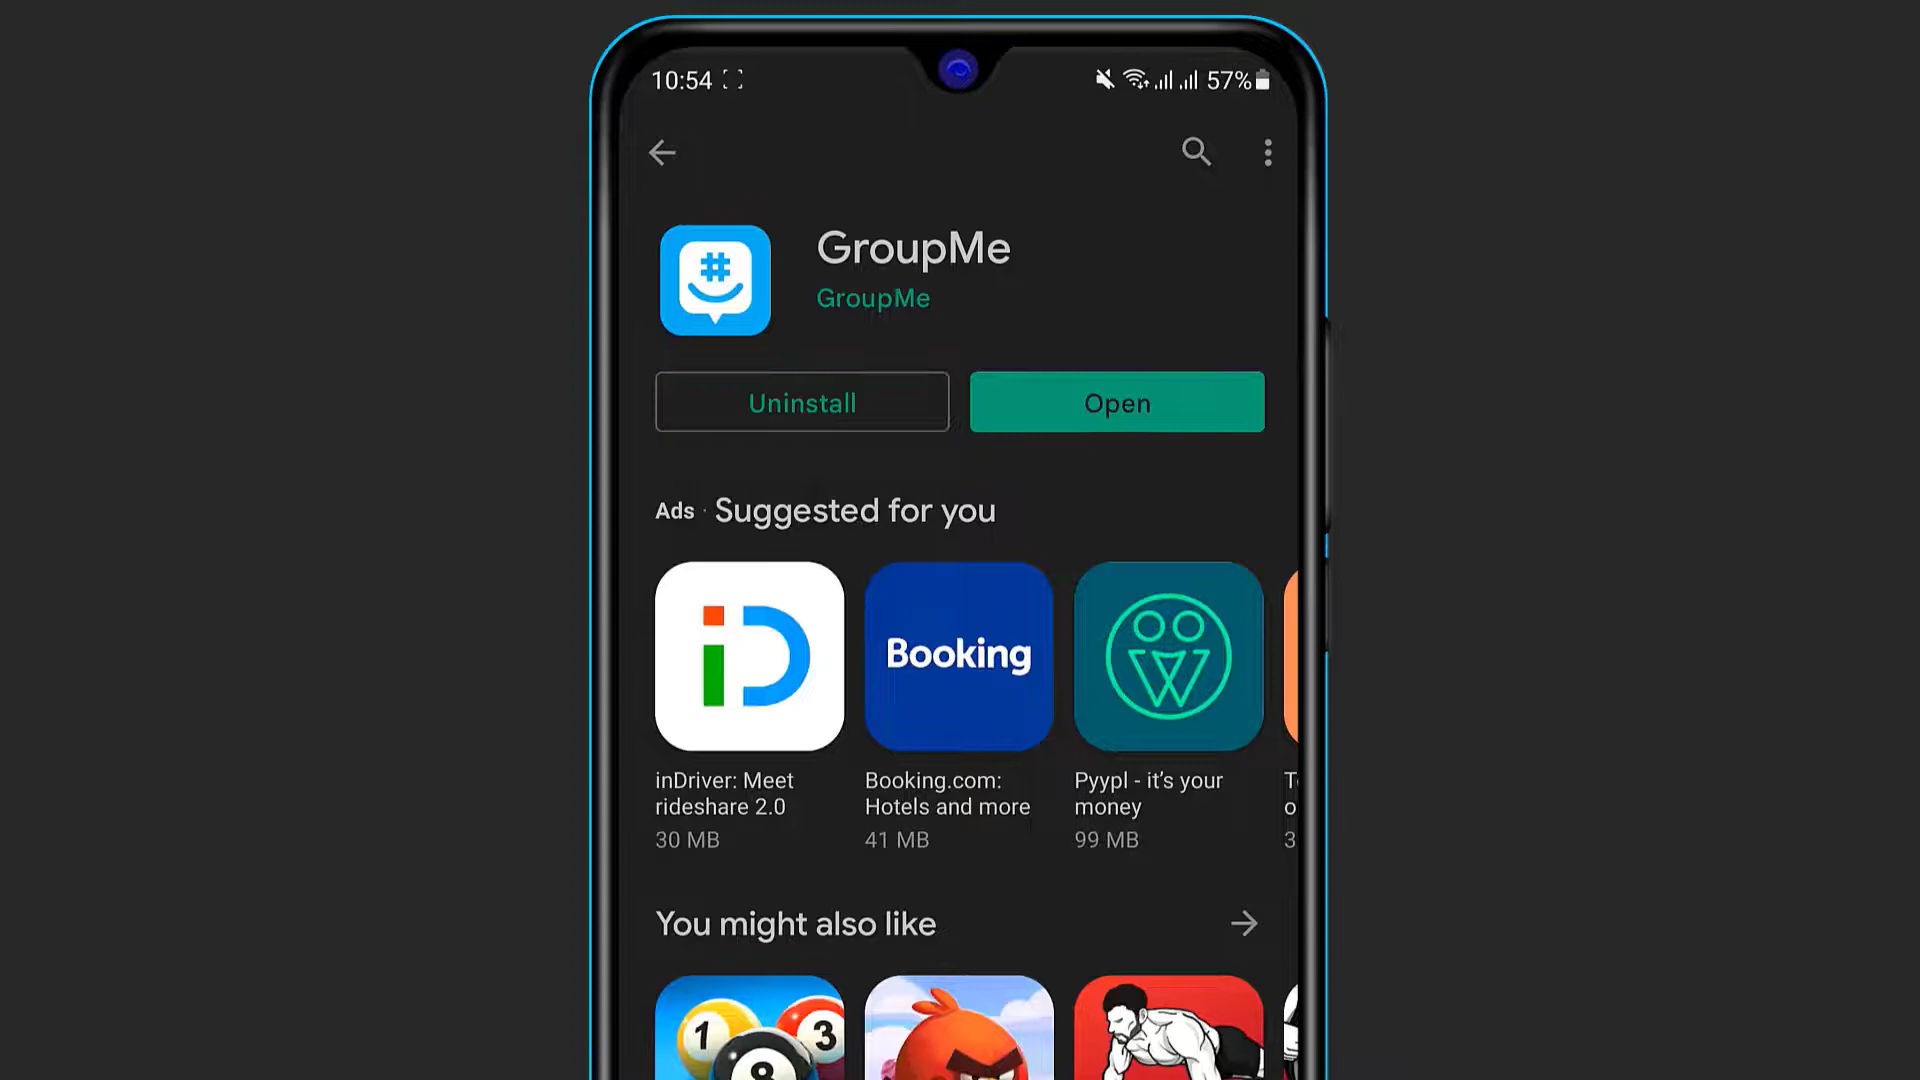 10:54
57%
GroupMe
GroupMe
Uninstall
Open
Ads · Suggested for you
Booking
inDriver: Meet
rideshare 2.0
30 MB
Booking.com:
Hotels and more
41 MB
Pyypl - it's your
money
99 MB
You might also like
1
3
8